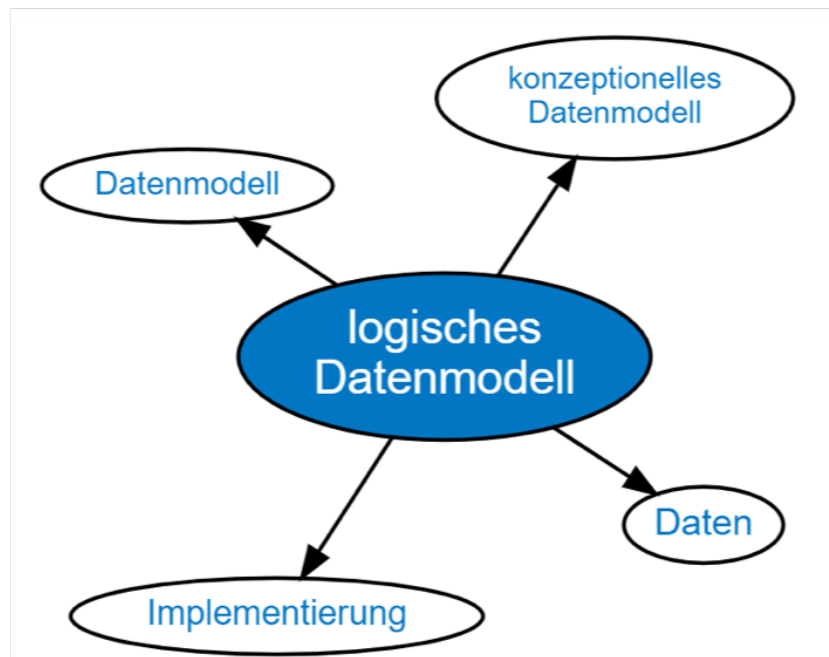 konzeptionelles
Datenmodell
Datenmodell
logisches
Datenmodell
Daten
Implementierung